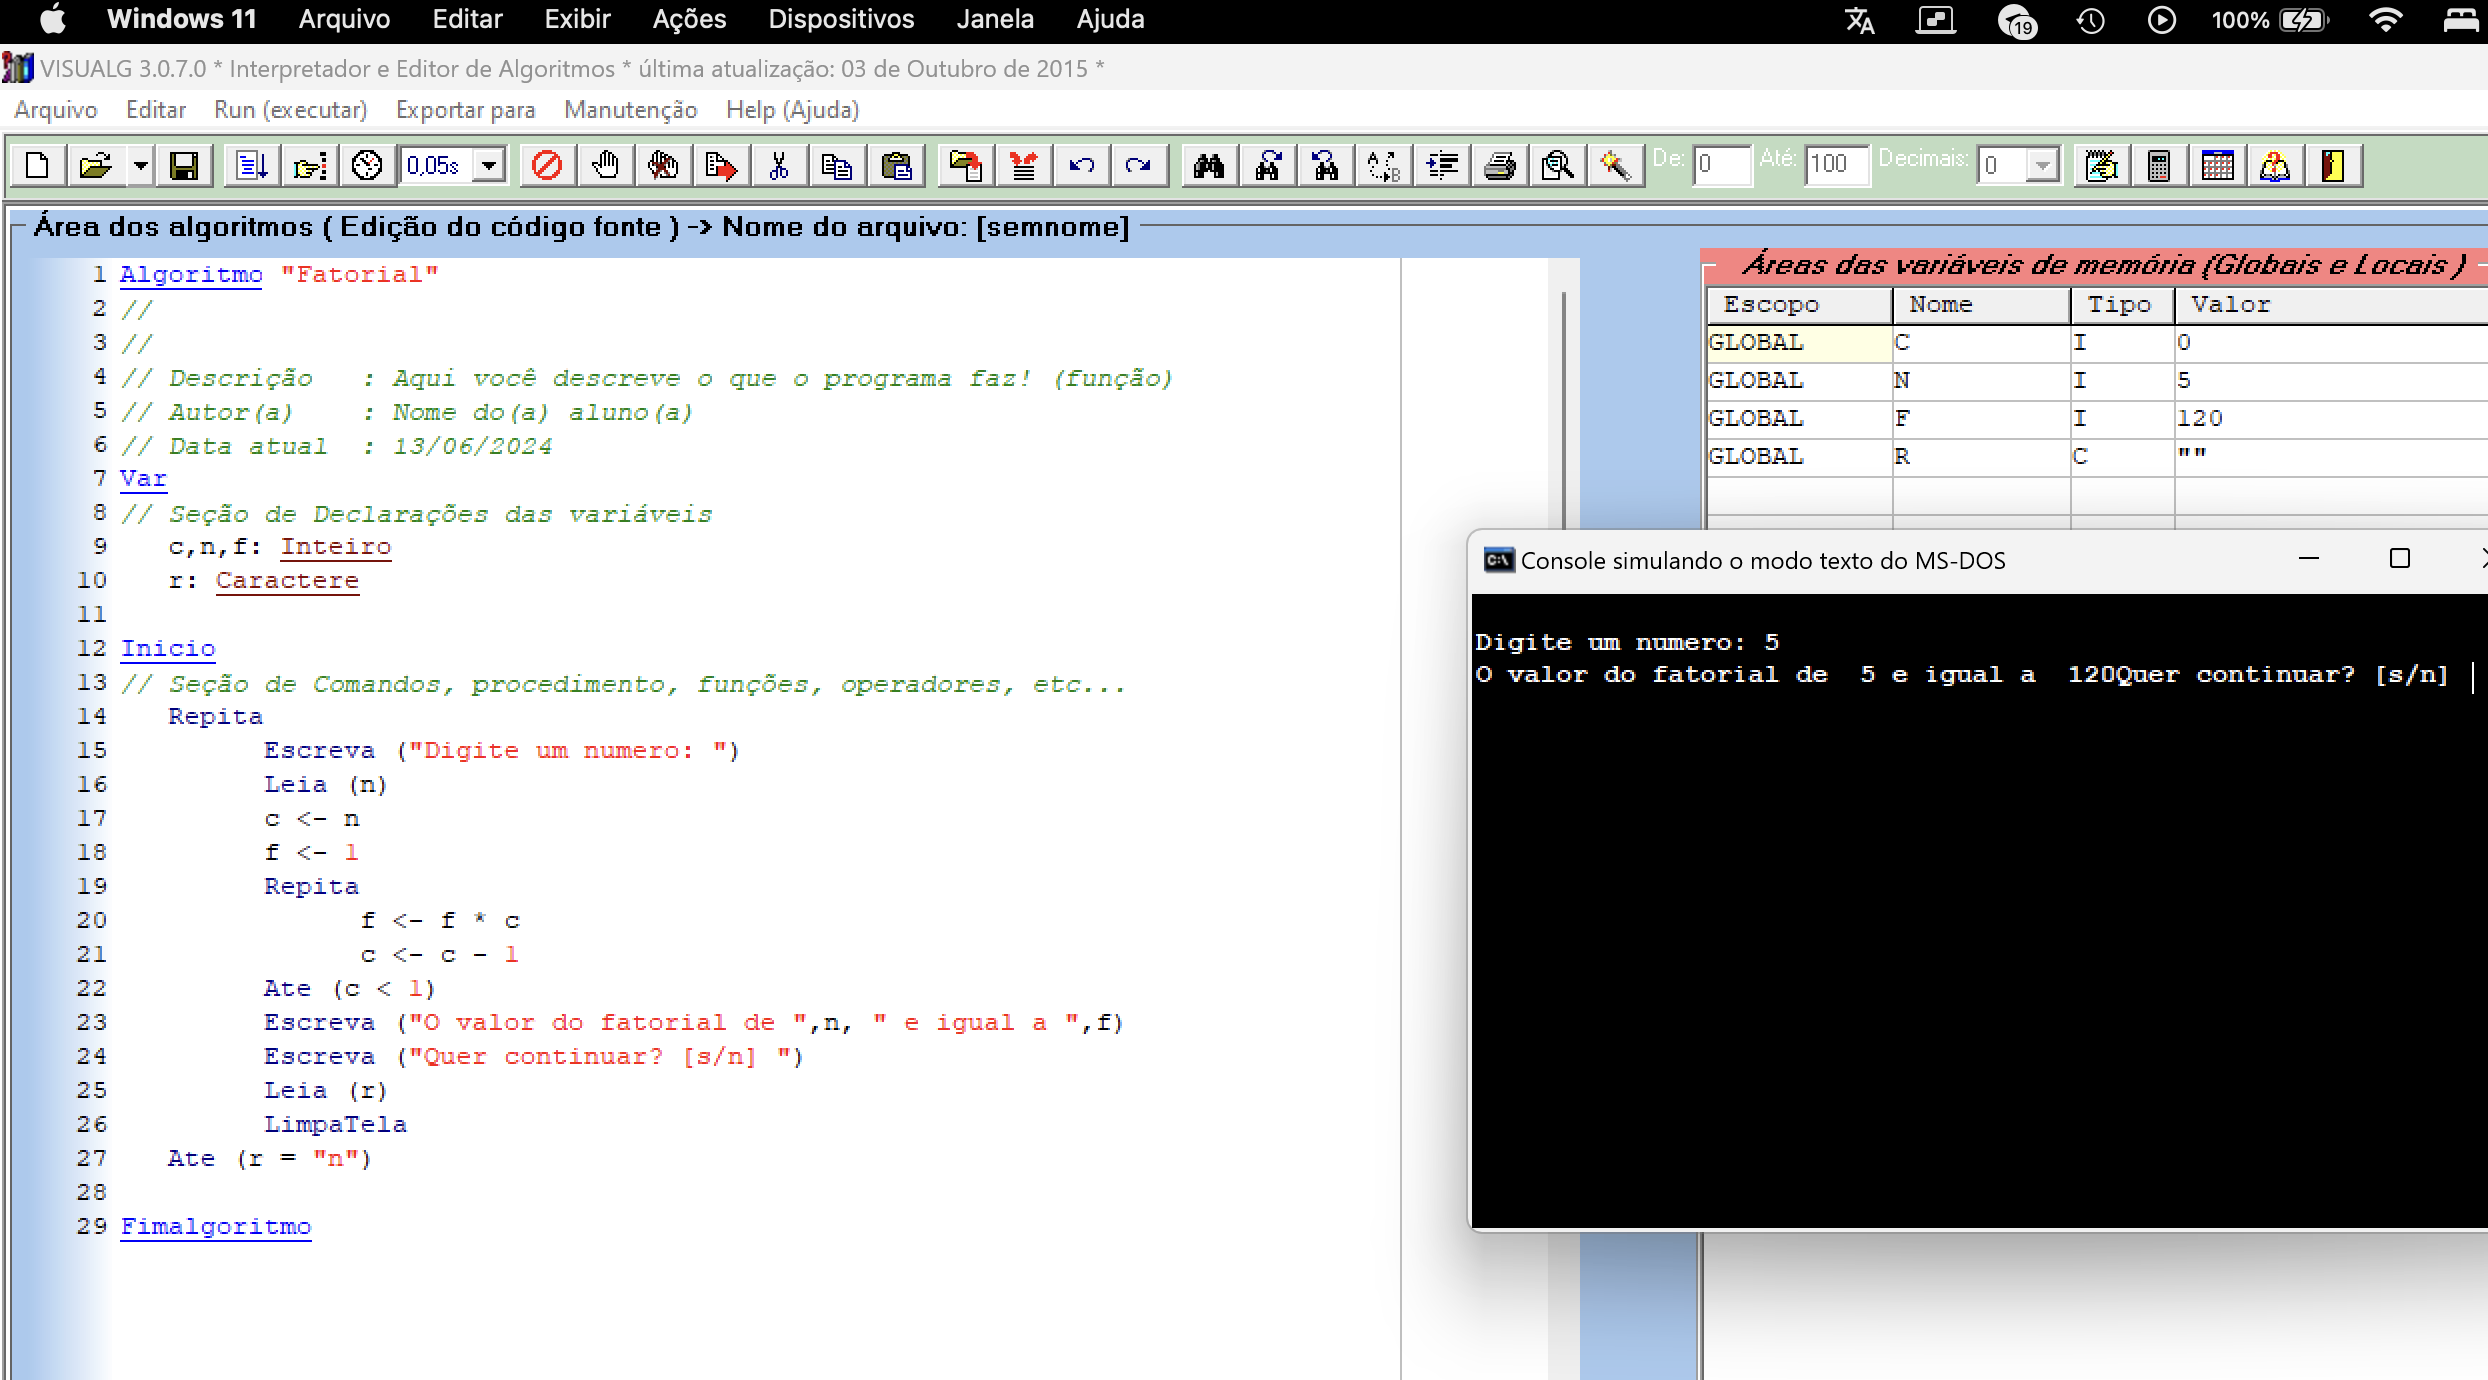 Windows 11 Arquivo Editar Exibir Ações Dispositivos Janela Ajuda 19 100%
VISUALG 3.0.7.0 * Interpretador e Editor de Algoritmos * última atualização: 03 de Outubro de 2015 *
Arquivo Editar Run (executar) Exportar para Manutenção Help (Ajuda)
0,05s De: 0 Até: 100 Decimais: 0
Área dos algoritmos ( Edição do código fonte ) -> Nome do arquivo: [semnome]
1 Algoritmo "Fatorial"
2 //
3 //
4 // Descrição   : Aqui você descreve o que o programa faz! (função)
5 // Autor(a)    : Nome do(a) aluno(a)
6 // Data atual  : 13/06/2024
7 Var
8 // Seção de Declarações das variáveis
9    c,n,f: Inteiro
10    r: Caractere
11
12 Inicio
13 // Seção de Comandos, procedimento, funções, operadores, etc...
14    Repita
15          Escreva ("Digite um numero: ")
16          Leia (n)
17          c <- n
18          f <- 1
19          Repita
20                f <- f * c
21                c <- c - 1
22          Ate (c < 1)
23          Escreva ("O valor do fatorial de ",n, " e igual a ",f)
24          Escreva ("Quer continuar? [s/n] ")
25          Leia (r)
26          LimpaTela
27    Ate (r = "n")
28
29 Fimalgoritmo
Áreas das variáveis de memória (Globais e Locais )
Escopo Nome Tipo Valor
GLOBAL C I 0
GLOBAL N I 5
GLOBAL F I 120
GLOBAL R C ""
Console simulando o modo texto do MS-DOS
Digite um numero: 5
O valor do fatorial de  5 e igual a  120Quer continuar? [s/n]